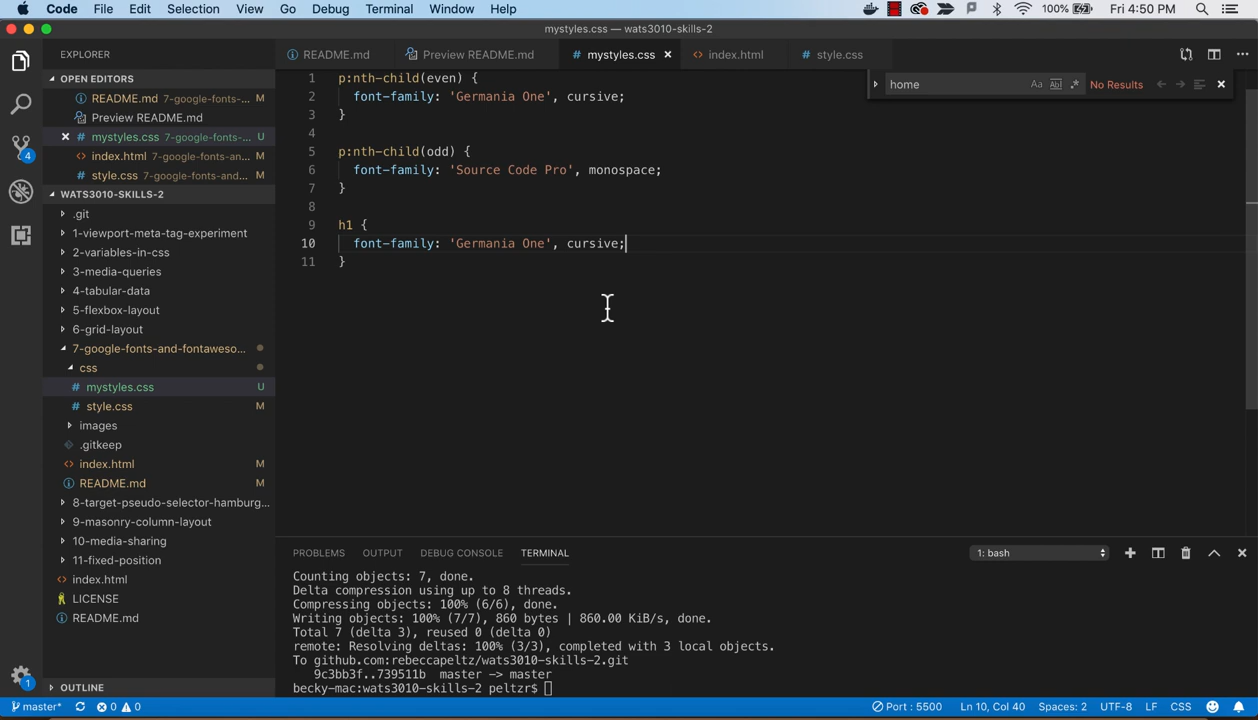 Code File Edit Selection View Go Debug Terminal Window Help 100% Fri 4:50 PM
mystyles.css — wats3010-skills-2
EXPLORER
README.md Preview README.md mystyles.css index.html style.css
home Aa Abl .* No Results
OPEN EDITORS
README.md 7-google-fonts-... M
Preview README.md
mystyles.css 7-google-fonts-... U
index.html 7-google-fonts-an... M
style.css 7-google-fonts-and... M
WATS3010-SKILLS-2
.git
1-viewport-meta-tag-experiment
2-variables-in-css
3-media-queries
4-tabular-data
5-flexbox-layout
6-grid-layout
7-google-fonts-and-fontaweso...
css
mystyles.css U
style.css M
images
.gitkeep
index.html M
README.md M
8-target-pseudo-selector-hamburg...
9-masonry-column-layout
10-media-sharing
11-fixed-position
index.html
LICENSE
README.md
OUTLINE
4
1
1 p:nth-child(even) {
2 font-family: 'Germania One', cursive;
3 }
4
5 p:nth-child(odd) {
6 font-family: 'Source Code Pro', monospace;
7 }
8
9 h1 {
10 font-family: 'Germania One', cursive;
11 }
PROBLEMS OUTPUT DEBUG CONSOLE TERMINAL 1: bash
Counting objects: 7, done.
Delta compression using up to 8 threads.
Compressing objects: 100% (6/6), done.
Writing objects: 100% (7/7), 860 bytes | 860.00 KiB/s, done.
Total 7 (delta 3), reused 0 (delta 0)
remote: Resolving deltas: 100% (3/3), completed with 3 local objects.
To github.com:rebeccapeltz/wats3010-skills-2.git
9c3bb3f..739511b master -> master
becky-mac:wats3010-skills-2 peltzr$
master* 0 0 Port : 5500 Ln 10, Col 40 Spaces: 2 UTF-8 LF CSS